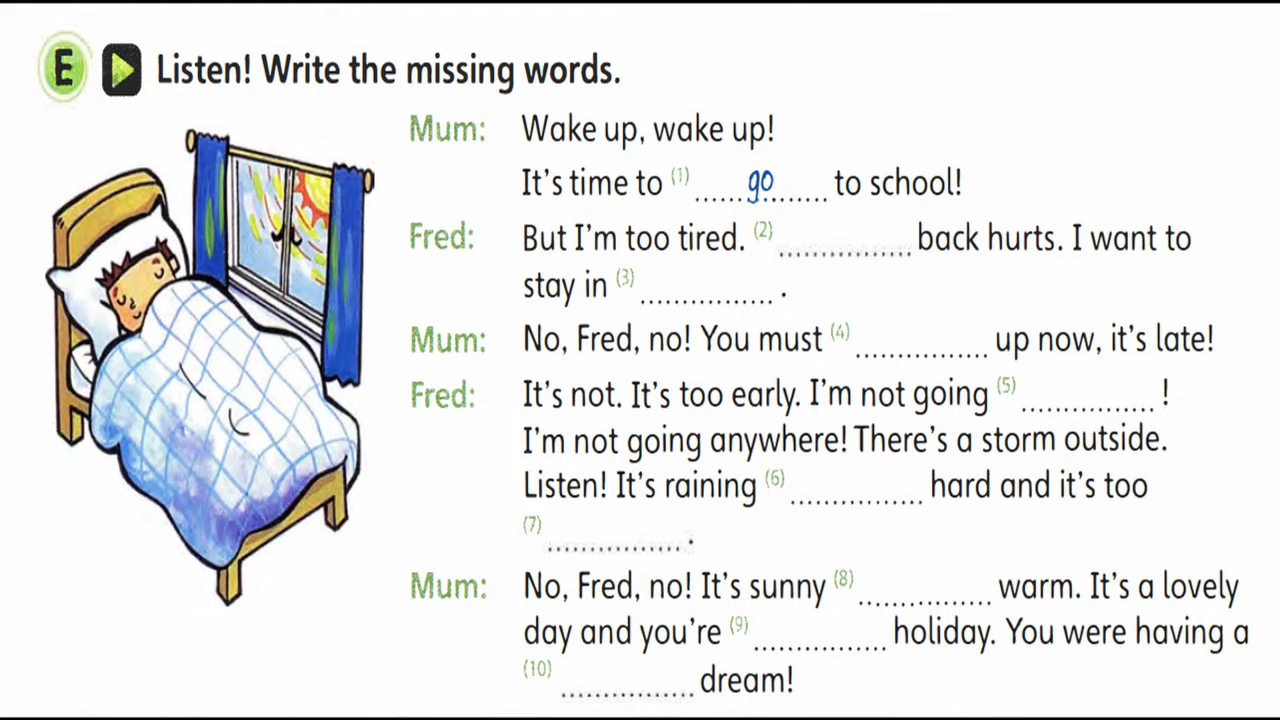 E Listen! Write the missing words.
Mum: Wake up, wake up!
It's time to (1) ......go........ to school!
Fred: But I'm too tired. (2) ................ back hurts. I want to
stay in (3) ................ .
Mum: No, Fred, no! You must (4) ................ up now, it's late!
Fred: It's not. It's too early. I'm not going (5) ................ !
I'm not going anywhere! There's a storm outside.
Listen! It's raining (6) ................ hard and it's too
(7) ................ .
Mum: No, Fred, no! It's sunny (8) ................ warm. It's a lovely
day and you're (9) ................ holiday. You were having a
(10) ................ dream!